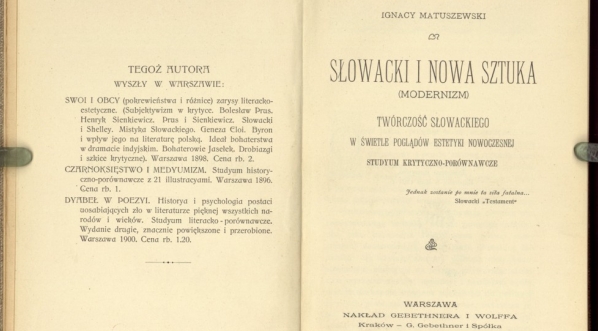 TEGOŻ AUTORA
WYSZŁY W WARSZAWIE:
SWOI I OBCY (pokrewieństwa i różnice) zarysy literacko-
estetyczne. (Subjektywizm w krytyce. Bolesław Prus.
Henryk Sienkiewicz. Prus i Sienkiewicz. Słowacki
i Shelley. Mistyka Słowackiego. Geneza Eloi. Byron
i wpływ jego na literaturę polską. Ideał bohaterstwa
w dramacie indyjskim. Bohaterowie Jasełek. Drobiazgi
i szkice krytyczne). Warszawa 1898. Cena rb. 2.
CZARNOKSIĘSTWO I MEDYUMIZM. Studyum history-
czno-porównawcze z 21 illustracyami. Warszawa 1896.
Cena rb. 1.
DYABEŁ W POEZYI. Historya i psychologia postaci
uosabiających zło w literaturze pięknej wszystkich na-
rodów i wieków. Studyum literacko-porównawcze.
Wydanie drugie, znacznie powiększone i przerobione.
Warszawa 1900. Cena rb. 1.20.
IGNACY MATUSZEWSKI
SŁOWACKI I NOWA SZTUKA
(MODERNIZM)
TWÓRCZOŚĆ SŁOWACKIEGO
W ŚWIETLE POGLĄDÓW ESTETYKI NOWOCZESNEJ
STUDYUM KRYTYCZNO-PORÓWNAWCZE
Jednak zostanie po mnie ta siła fatalna...
Słowacki „Testament"
WARSZAWA
NAKŁAD GEBETHNERA I WOLFFA
Kraków – G. Gebethner i Spółka